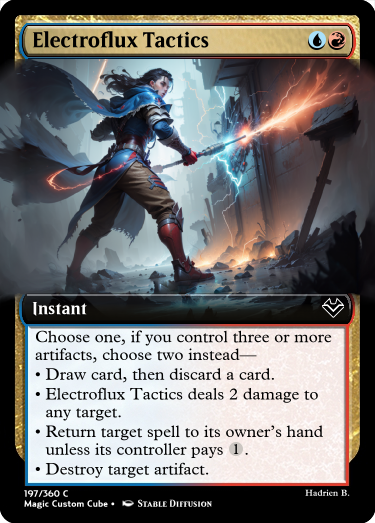 Electroflux Tactics
Instant
Choose one, if you control three or more
artifacts, choose two instead—
• Draw card, then discard a card.
• Electroflux Tactics deals 2 damage to
any target.
• Return target spell to its owner's hand
unless its controller pays 1.
• Destroy target artifact.
197/360 C Hadrien B.
Magic Custom Cube • Stable Diffusion